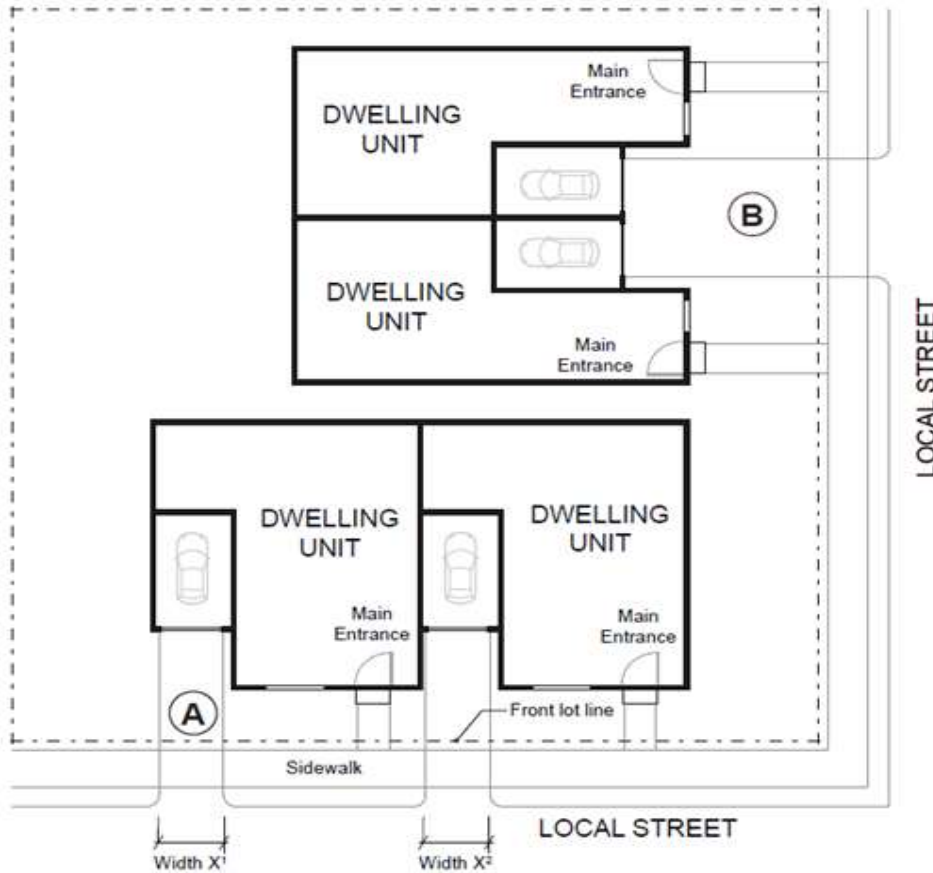 Main
Entrance
DWELLING
UNIT
B
DWELLING
UNIT
Main
Entrance
LOCAL STREET
DWELLING
UNIT
DWELLING
UNIT
Main
Entrance
Main
Entrance
A
Front lot line
Sidewalk
LOCAL STREET
Width X¹
Width X²